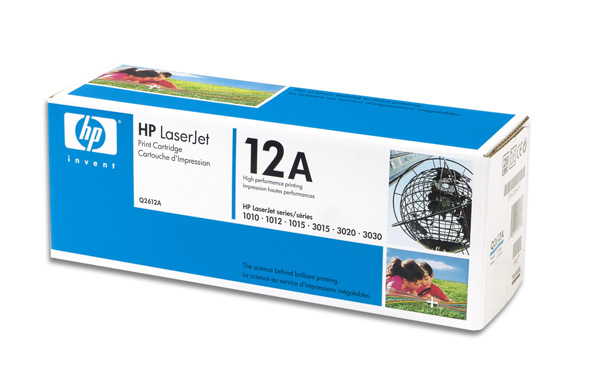 hp
invent
HP LaserJet
Print Cartridge
Cartouche d'Impression
Q2612A
12A
High performance printing
Impression hautes performances
HP LaserJet series/séries
1010 · 1012 · 1015 · 3015 · 3020 · 3030
The science behind brilliant printing.
La science au service d'impressions inégalables.
Q2612A